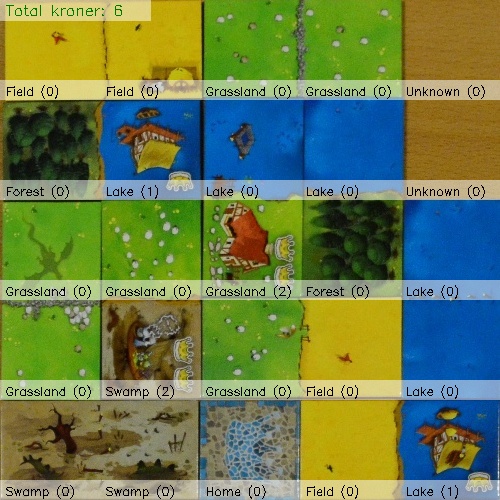 Total kroner: 6
Field (0) Field (0) Grassland (0) Grassland (0) Unknown (0)
Forest (0) Lake (1) Lake (0) Lake (0) Unknown (0)
Grassland (0) Grassland (0) Grassland (2) Forest (0) Lake (0)
Grassland (0) Swamp (2) Grassland (0) Field (0) Lake (0)
Swamp (0) Swamp (0) Home (0) Field (0) Lake (1)